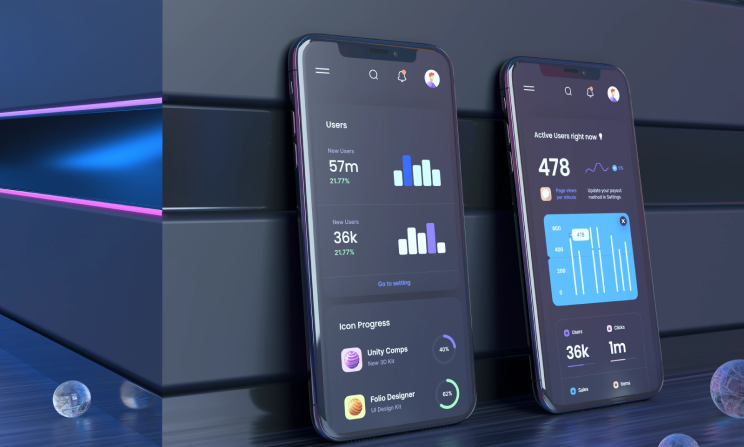 Users
New Users
57m
21.77%
New Users
36k
21.77%
Go to setting
Icon Progress
Unity Comps
New 3D Kit
40%
Folio Designer
UI Design Kit
62%
Active Users right now
478
Page views
per minute
Update your payout
method in Settings
600
478
400
200
0
Users
Clicks
36k
1m
Sales
Items